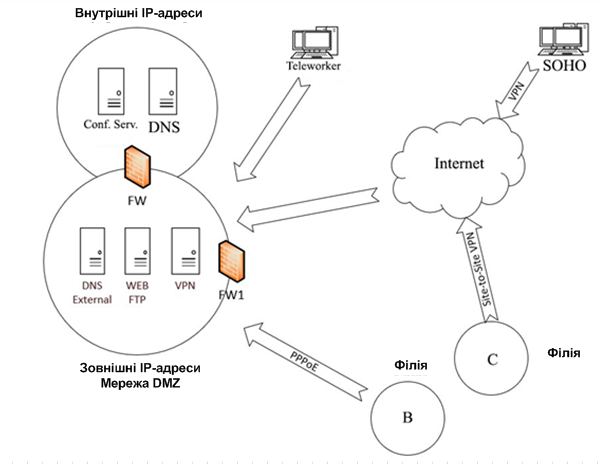 Внутрішні IP-адреси
Teleworker
SOHO
VPN
Conf. Serv.
DNS
Internet
FW
DNS
External
WEB
FTP
VPN
FW1
Site-to-Site VPN
Зовнішні IP-адреси
Мережа DMZ
PPPoE
Філія
C
Філія
B